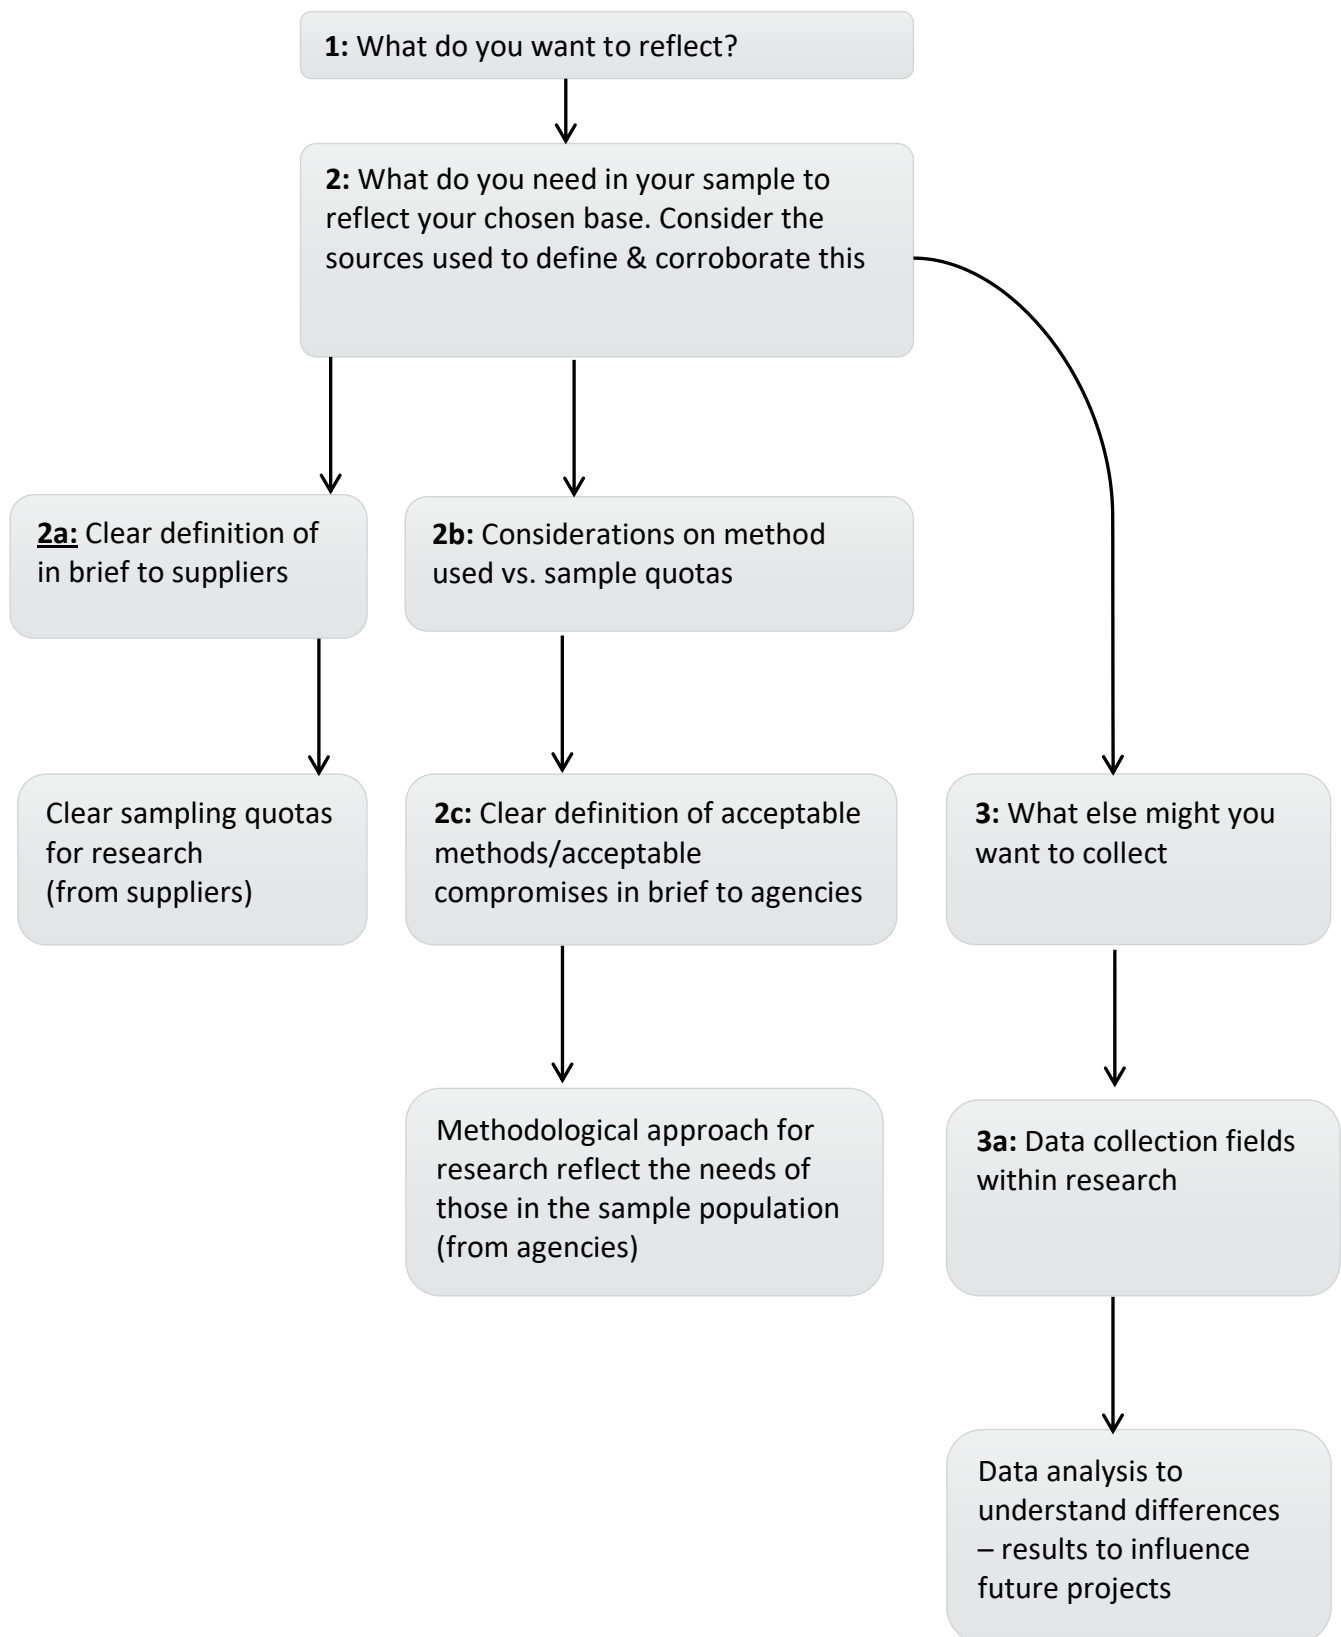 1: What do you want to reflect?
2: What do you need in your sample to
reflect your chosen base. Consider the
sources used to define & corroborate this
2a: Clear definition of
in brief to suppliers
2b: Considerations on method
used vs. sample quotas
Clear sampling quotas
for research
(from suppliers)
2c: Clear definition of acceptable
methods/acceptable
compromises in brief to agencies
3: What else might you
want to collect
Methodological approach for
research reflect the needs of
those in the sample population
(from agencies)
3a: Data collection fields
within research
Data analysis to
understand differences
– results to influence
future projects